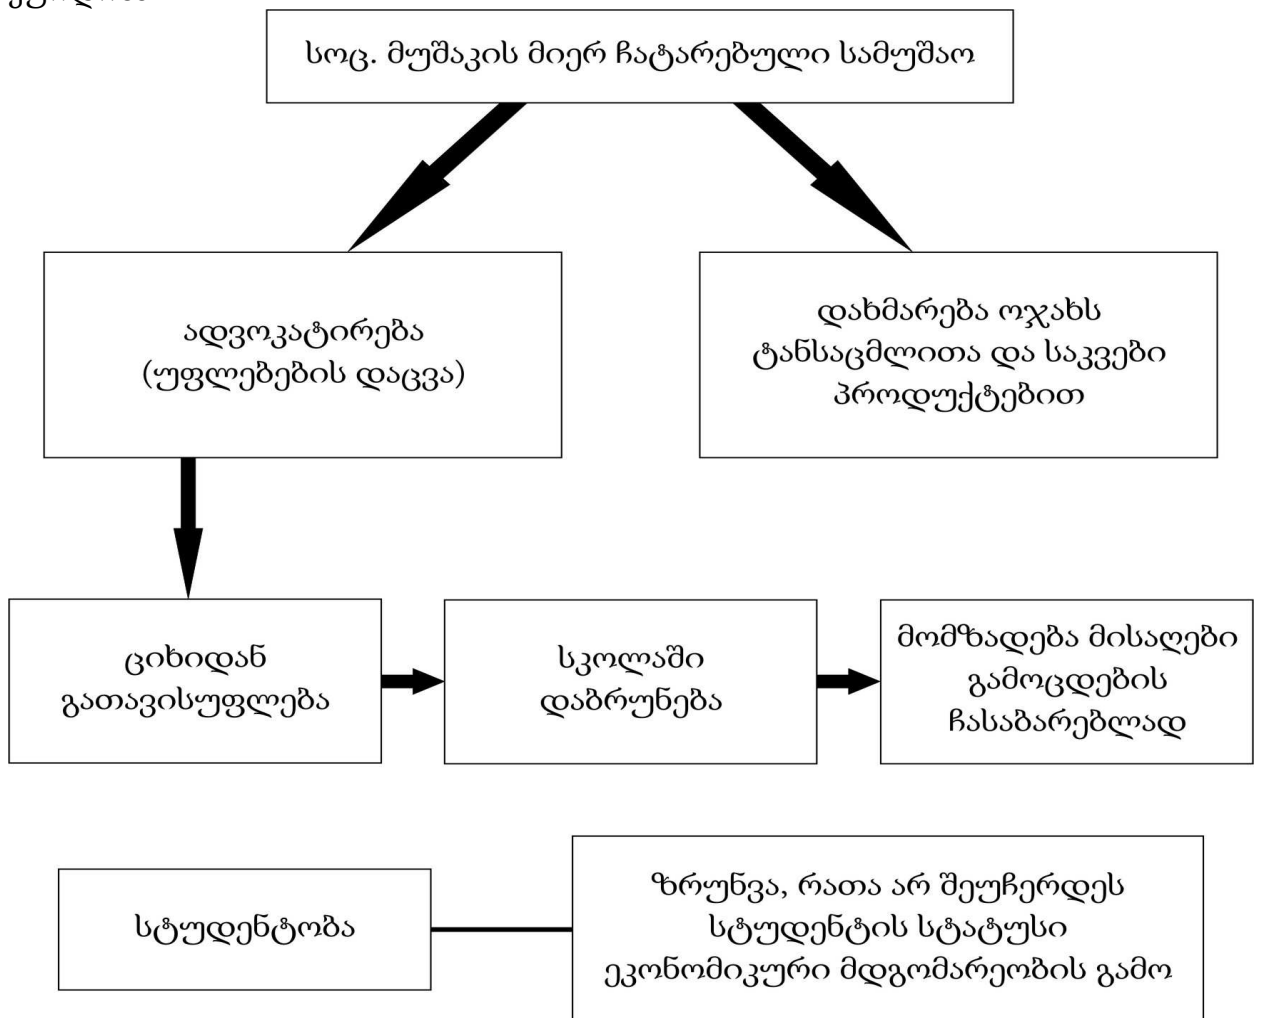 სოც. მუშაკის მიერ ჩატარებული სამუშაო
ადვოკატირება
(უფლებების დაცვა)
დახმარება ოჯახს
ტანსაცმლითა და საკვები
პროდუქტებით
ციხიდან
გათავისუფლება
სკოლაში
დაბრუნება
მომზადება მისაღები
გამოცდების
ჩასაბარებლად
სტუდენტობა
ზრუნვა, რათა არ შეუჩერდეს
სტუდენტის სტატუსი
ეკონომიკური მდგომარეობის გამო